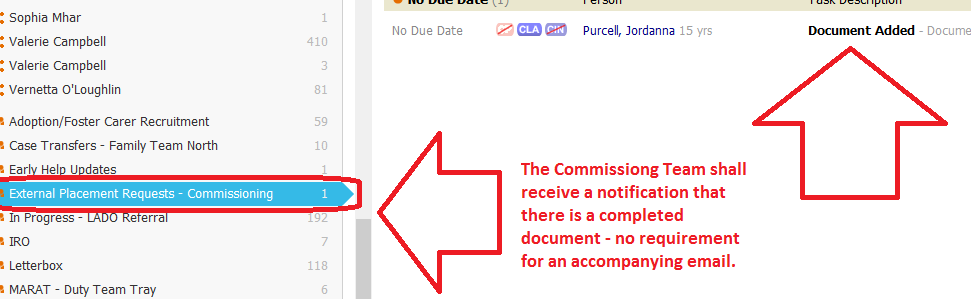 Sophia Mhar 1
Valerie Campbell 410
Valerie Campbell 3
Vernetta O'Loughlin 81
Adoption/Foster Carer Recruitment 59
Case Transfers - Family Team North 10
Early Help Updates 1
External Placement Requests - Commissioning 1
In Progress - LADO Referral 192
IRO 7
Letterbox 118
MARAT - Duty Team Tray 6
No Due Date (1) Person Task Description
No Due Date CLA CIN Purcell, Jordanna 15 yrs Document Added - Docume
The Commissiong Team shall
receive a notification that
there is a completed
document - no requirement
for an accompanying email.